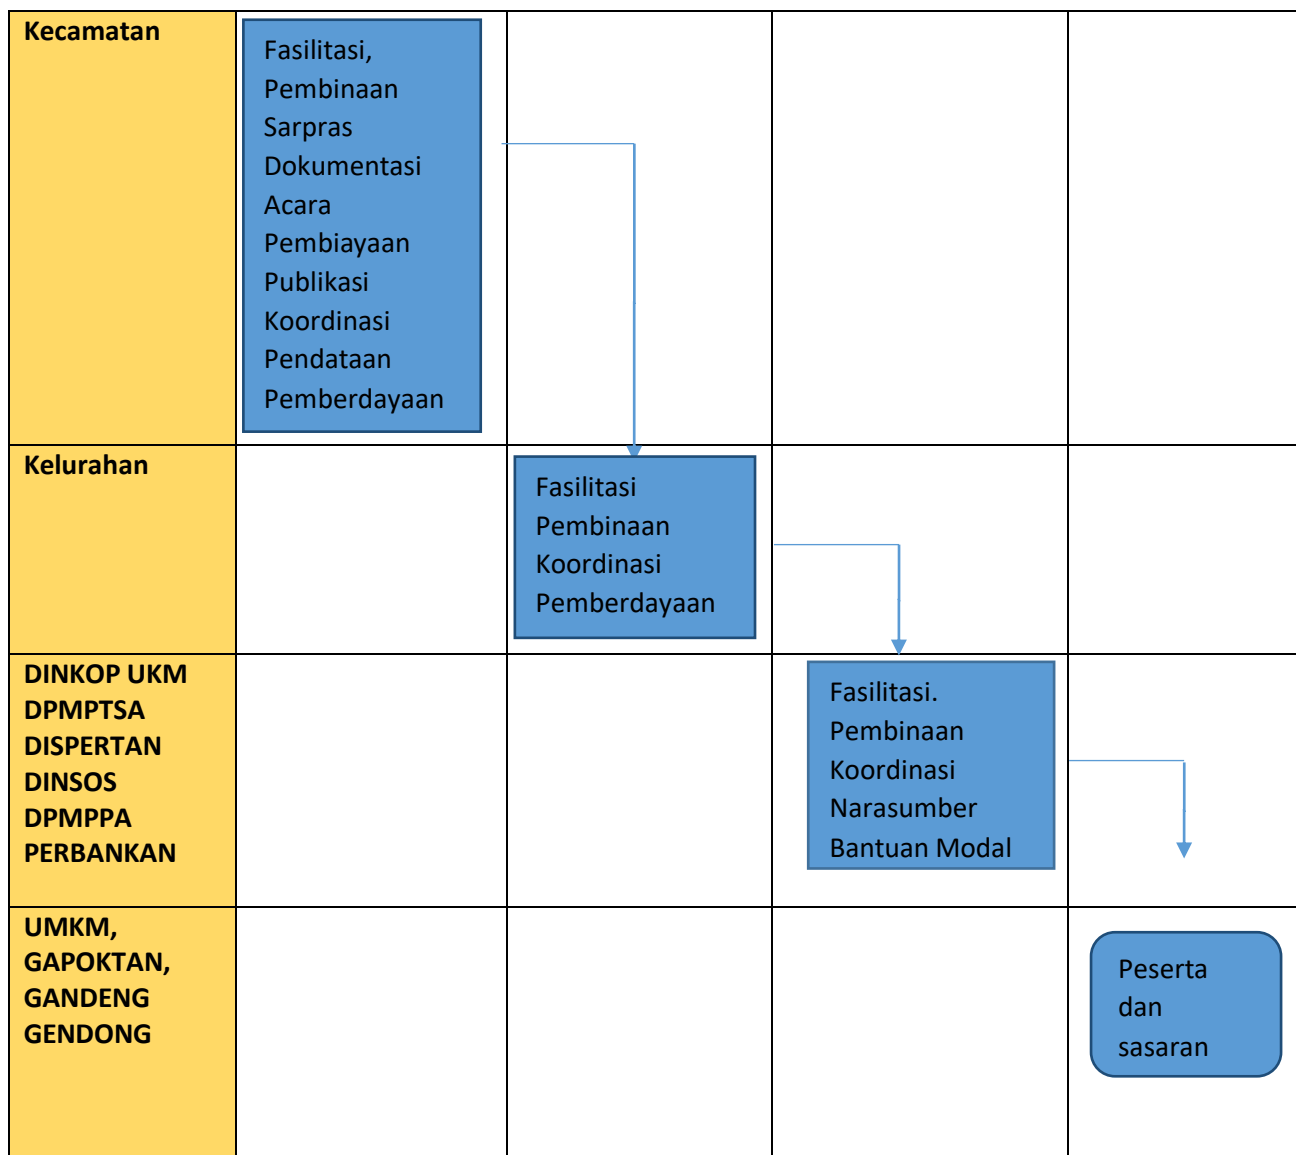 Kecamatan
Fasilitasi,
Pembinaan
Sarpras
Dokumentasi
Acara
Pembiayaan
Publikasi
Koordinasi
Pendataan
Pemberdayaan
Kelurahan
Fasilitasi
Pembinaan
Koordinasi
Pemberdayaan
DINKOP UKM
DPMPTSA
DISPERTAN
DINSOS
DPMPPA
PERBANKAN
Fasilitasi.
Pembinaan
Koordinasi
Narasumber
Bantuan Modal
UMKM,
GAPOKTAN,
GANDENG
GENDONG
Peserta
dan
sasaran